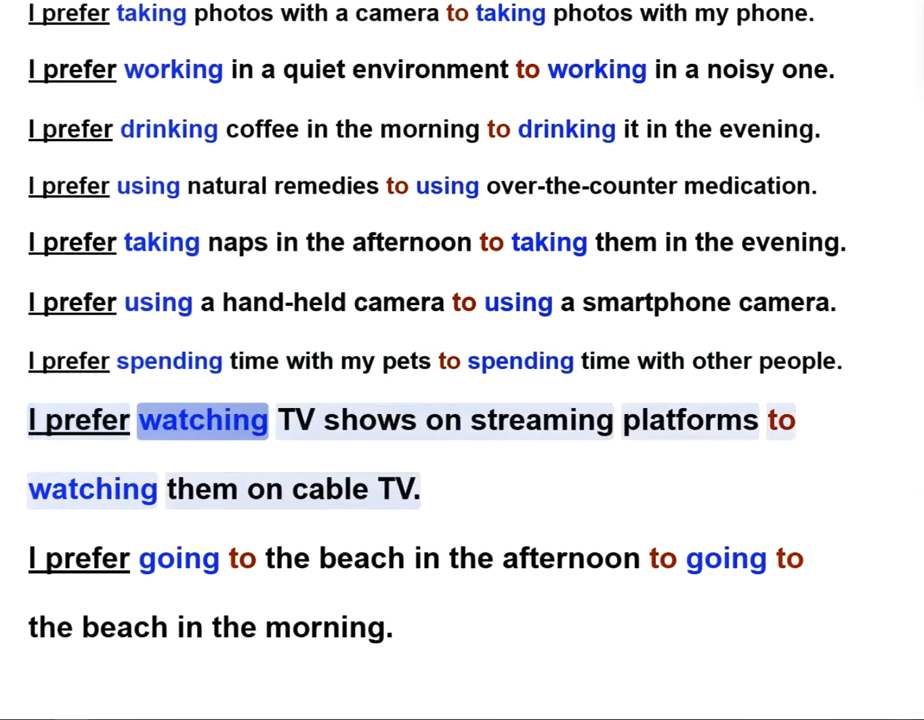 I prefer taking photos with a camera to taking photos with my phone.
I prefer working in a quiet environment to working in a noisy one.
I prefer drinking coffee in the morning to drinking it in the evening.
I prefer using natural remedies to using over-the-counter medication.
I prefer taking naps in the afternoon to taking them in the evening.
I prefer using a hand-held camera to using a smartphone camera.
I prefer spending time with my pets to spending time with other people.
I prefer watching TV shows on streaming platforms to
watching them on cable TV.
I prefer going to the beach in the afternoon to going to
the beach in the morning.